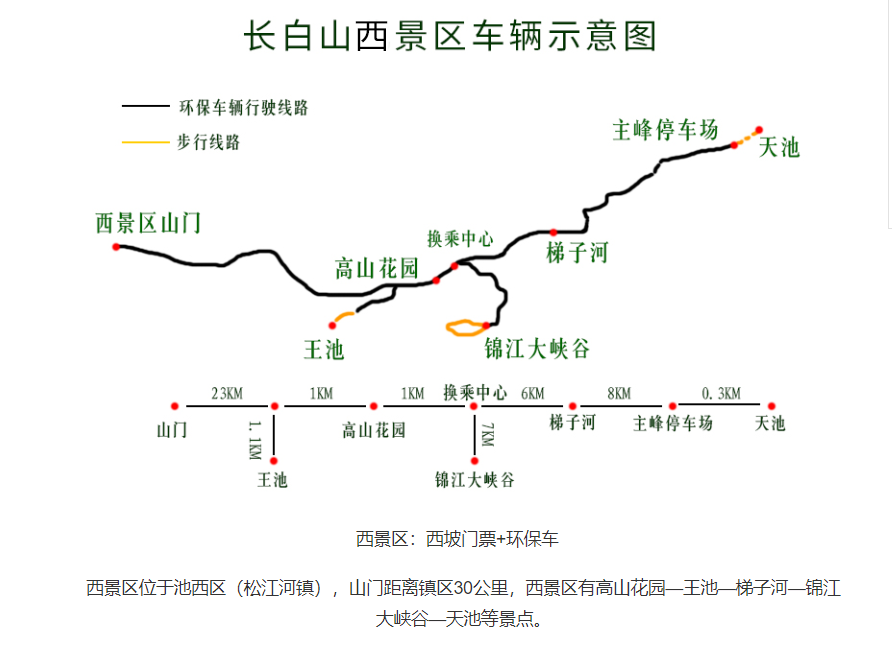 长白山西景区车辆示意图
环保车辆行驶线路
步行线路
主峰停车场
天池
西景区山门
换乘中心
梯子河
高山花园
王池
锦江大峡谷
23KM
1KM
1KM
换乘中心
6KM
8KM
0.3KM
山门
1.1KM
高山花园
7KM
梯子河
主峰停车场
天池
王池
锦江大峡谷
西景区：西坡门票+环保车
西景区位于池西区（松江河镇），山门距离镇区30公里，西景区有高山花园—王池—梯子河—锦江
大峡谷—天池等景点。